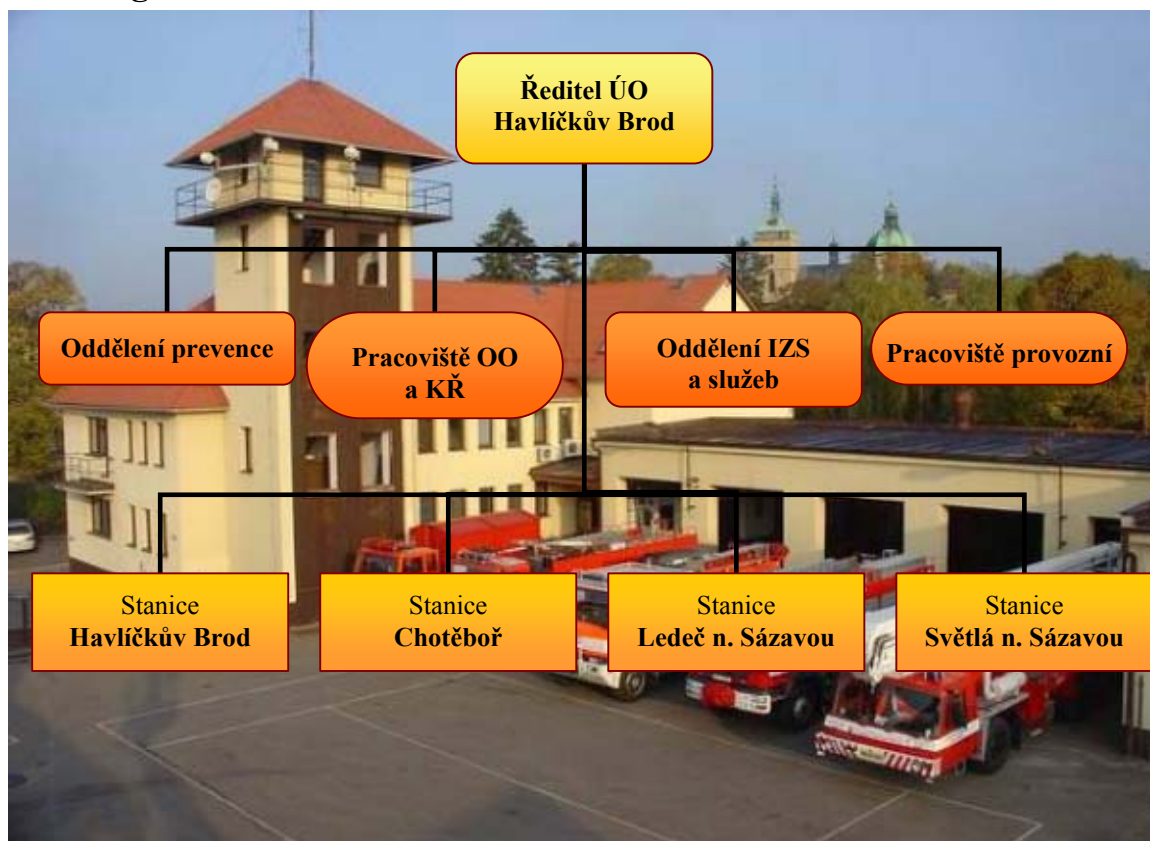 Ředitel ÚO
Havlíčkův Brod
Oddělení prevence
Pracoviště OO
a KŘ
Oddělení IZS
a služeb
Pracoviště provozní
Stanice
Havlíčkův Brod
Stanice
Chotěboř
Stanice
Ledeč n. Sázavou
Stanice
Světlá n. Sázavou